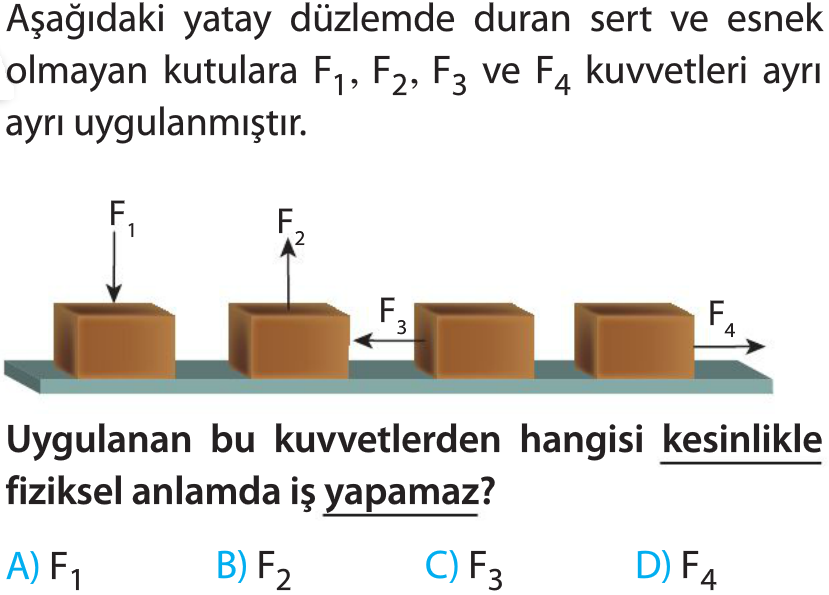 Aşağıdaki yatay düzlemde duran sert ve esnek
olmayan kutulara F₁, F₂, F₃ ve F₄ kuvvetleri ayrı
ayrı uygulanmıştır.
F₁
F₂
F₃
F₄
Uygulanan bu kuvvetlerden hangisi kesinlikle
fiziksel anlamda iş yapamaz?
A) F₁ B) F₂ C) F₃ D) F₄